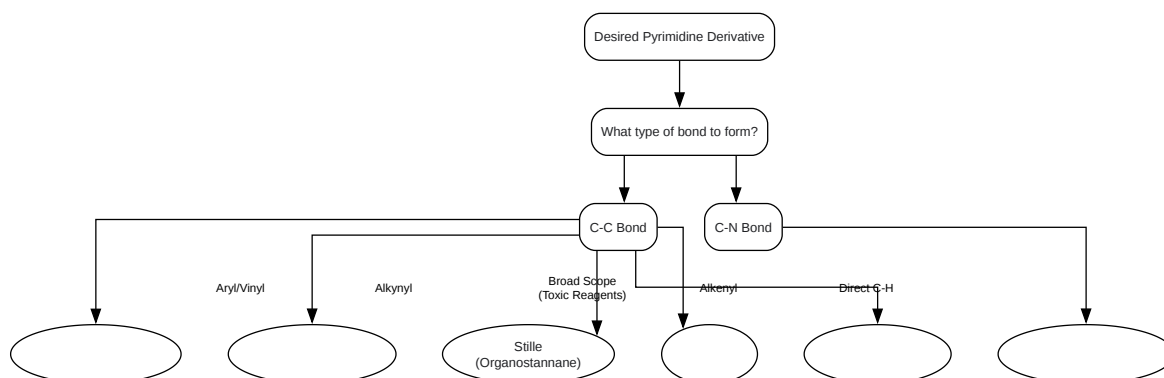 Desired Pyrimidine Derivative
What type of bond to form?
C-C Bond
C-N Bond
Aryl/Vinyl
Alkynyl
Broad Scope
(Toxic Reagents)
Alkenyl
Direct C-H
Stille
(Organostannane)